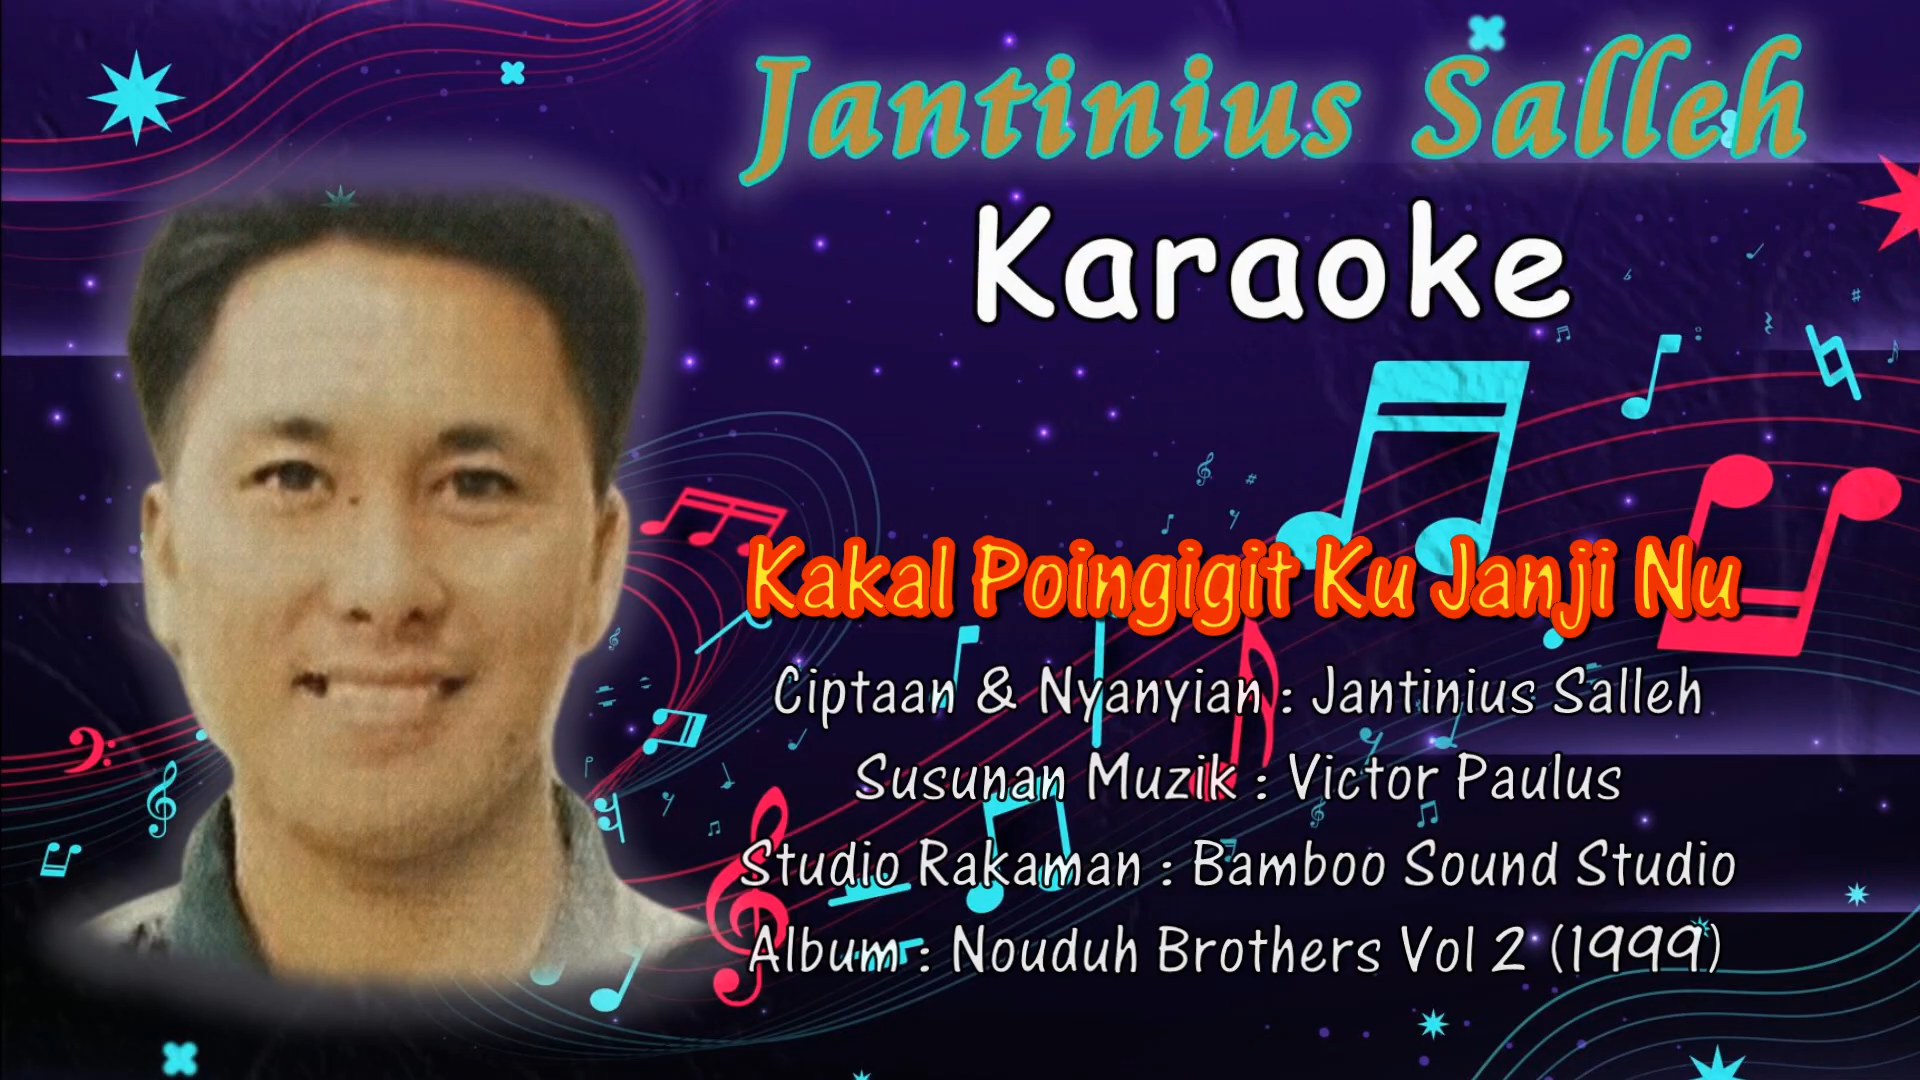 Jantinius Salleh
Karaoke
Kakal Poingigit Ku Janji Nu
Ciptaan & Nyanyian : Jantinius Salleh
Susunan Muzik : Victor Paulus
Studio Rakaman : Bamboo Sound Studio
Album : Nouduh Brothers Vol 2 (1999)